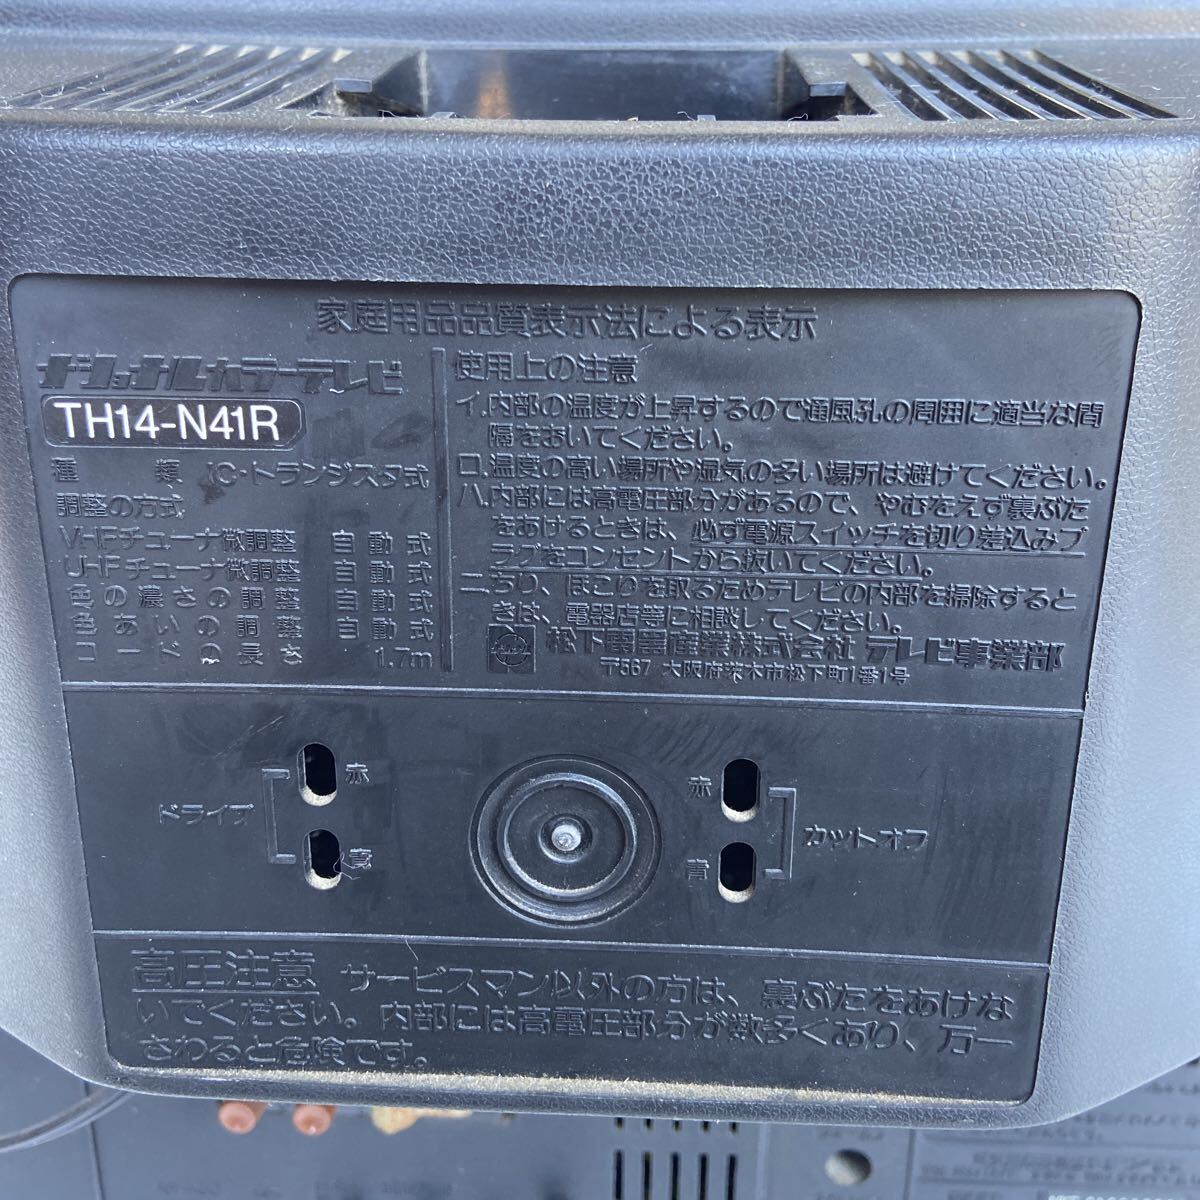 家庭用品品質表示法による表示
ナショナルカラーテレビ
TH14-N41R
種類 IC・トランジスタ式
調整の方式
VHFチューナ微調整 自動式
UHFチューナ微調整 自動式
色の濃さの調整 自動式
色あいの調整 自動式
コードの長さ 1.7m
使用上の注意
イ.内部の温度が上昇するので通風孔の周囲に適当な間
隔をおいてください。
ロ.温度の高い場所や湿気の多い場所は避けてください。
ハ.内部には高電圧部分があるので、やむをえず裏ぶた
をあけるときは、必ず電源スイッチを切り差込みプ
ラグをコンセントから抜いてください。
ニ.ちり、ほこりを取るためテレビの内部を掃除すると
きは、電器店等に相談してください。
松下電器産業株式会社 テレビ事業部
〒567 大阪府茨木市松下町1番1号
ドライブ
赤
青
赤
青
カットオフ
高圧注意 サービスマン以外の方は、裏ぶたをあけな
いでください。内部には高電圧部分が数多くあり、万一
さわると危険です。